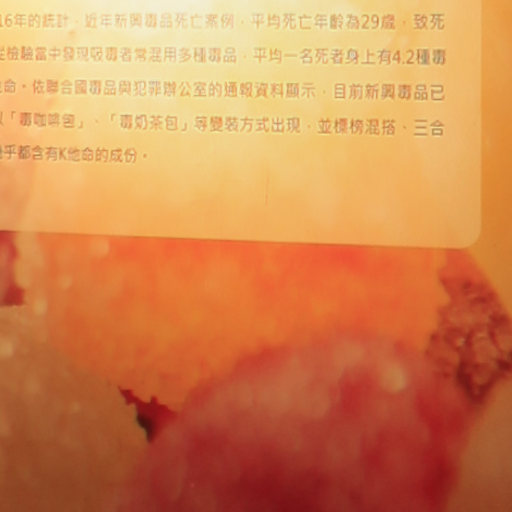 16年的統計，近年新興毒品死亡案例，平均死亡年齡為29歲，致死
從檢驗當中發現吸毒者常混用多種毒品，平均一名死者身上有4.2種毒
命。依聯合國毒品與犯罪辦公室的通報資料顯示，目前新興毒品已
以「毒咖啡包」、「毒奶茶包」等變裝方式出現，並標榜混搭、三合
乎都含有K他命的成份。